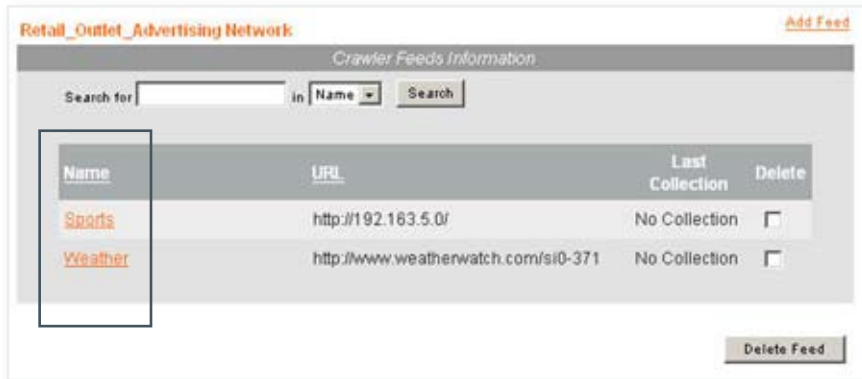 Retail_Outlet_Advertising Network
Add Feed
Crawler Feeds Information
Search for in Name Search
Name URL Last Collection Delete
Sports http://192.163.5.0/ No Collection
Weather http://www.weatherwatch.com/si0-371 No Collection
Delete Feed